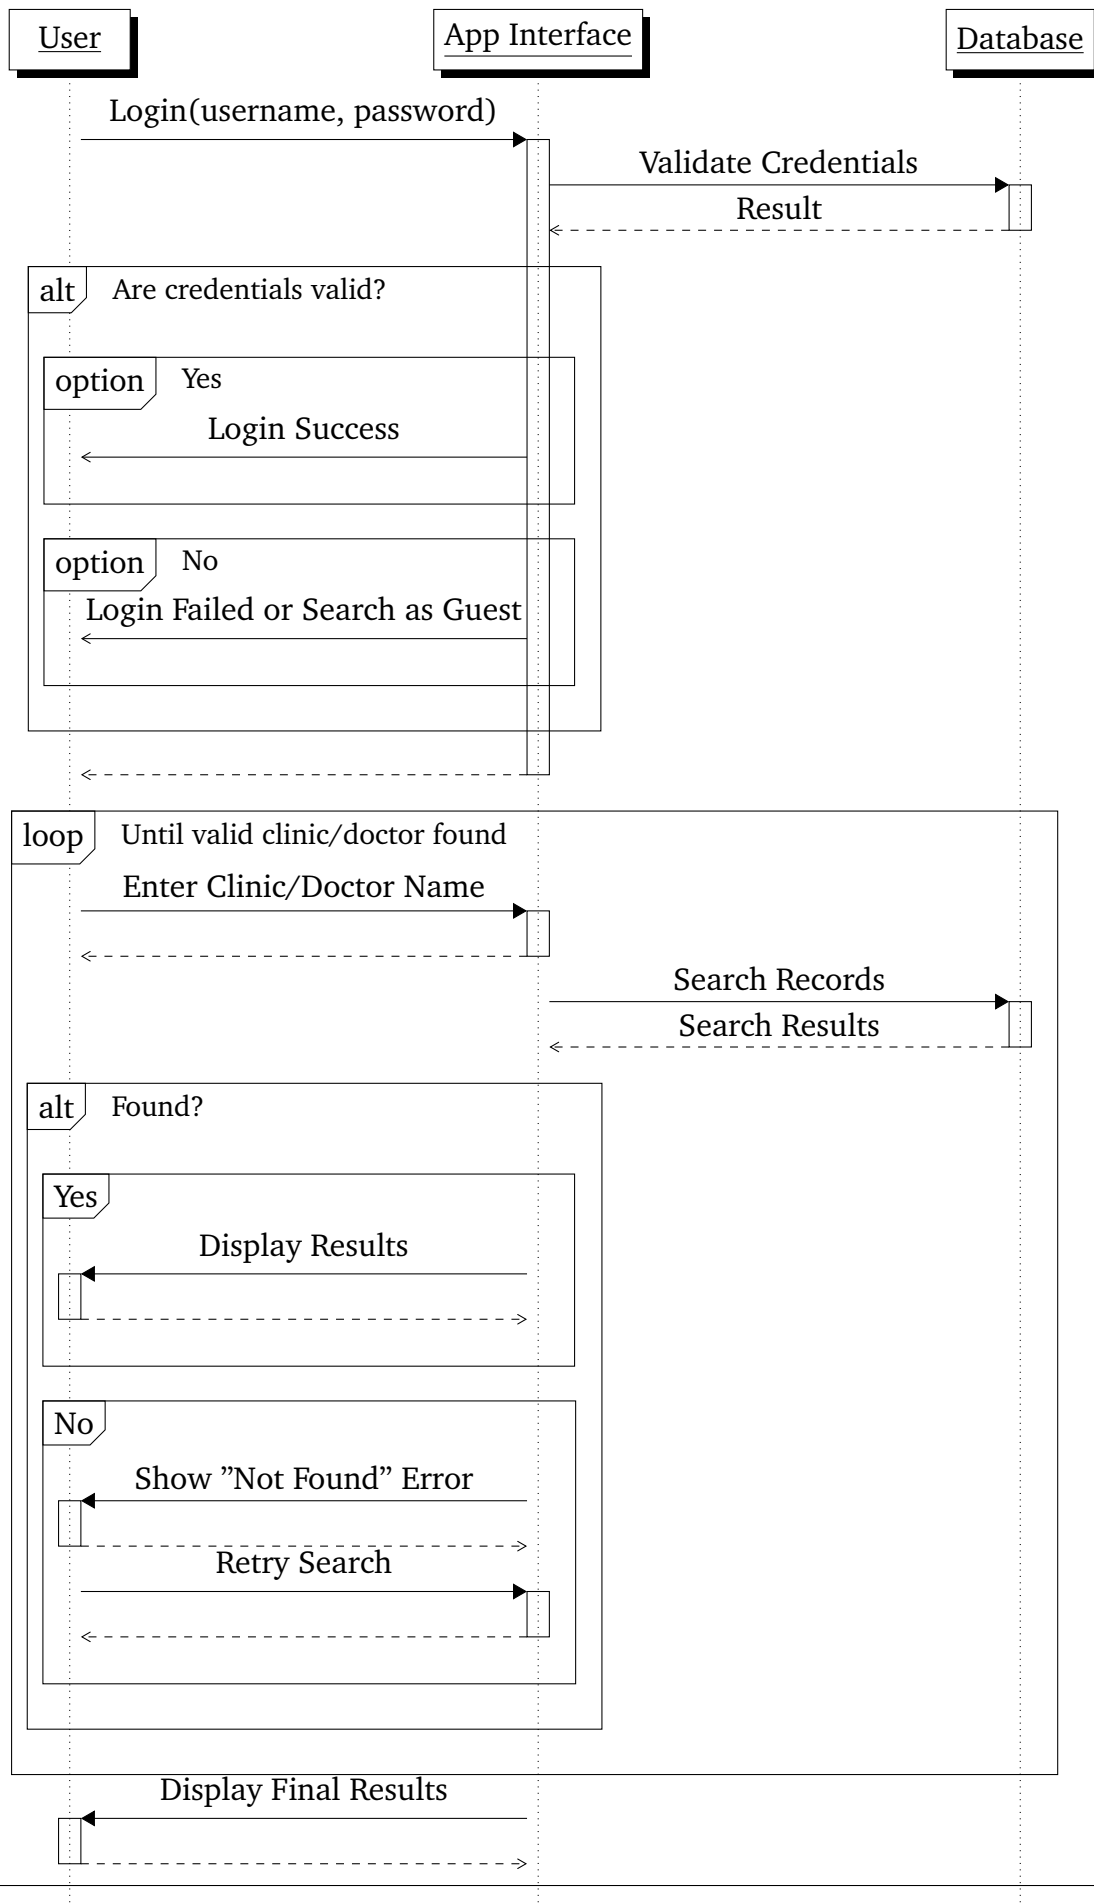 User
App Interface
Database
Login(username, password)
Validate Credentials
Result
alt
Are credentials valid?
option
Yes
Login Success
option
No
Login Failed or Search as Guest
loop
Until valid clinic/doctor found
Enter Clinic/Doctor Name
Search Records
Search Results
alt
Found?
Yes
Display Results
No
Show ”Not Found” Error
Retry Search
Display Final Results